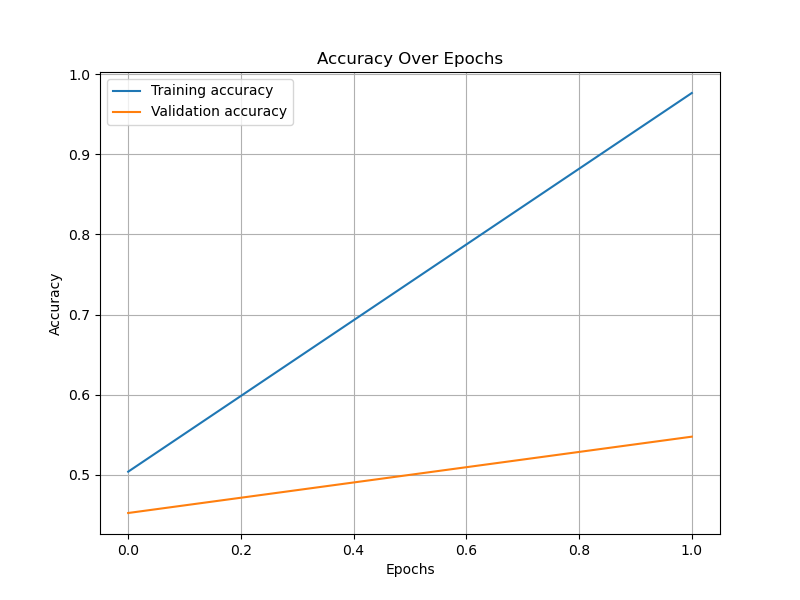 Accuracy Over Epochs
Training accuracy
Validation accuracy
1.0
0.9
0.8
0.7
0.6
0.5
Accuracy
0.0 0.2 0.4 0.6 0.8 1.0
Epochs